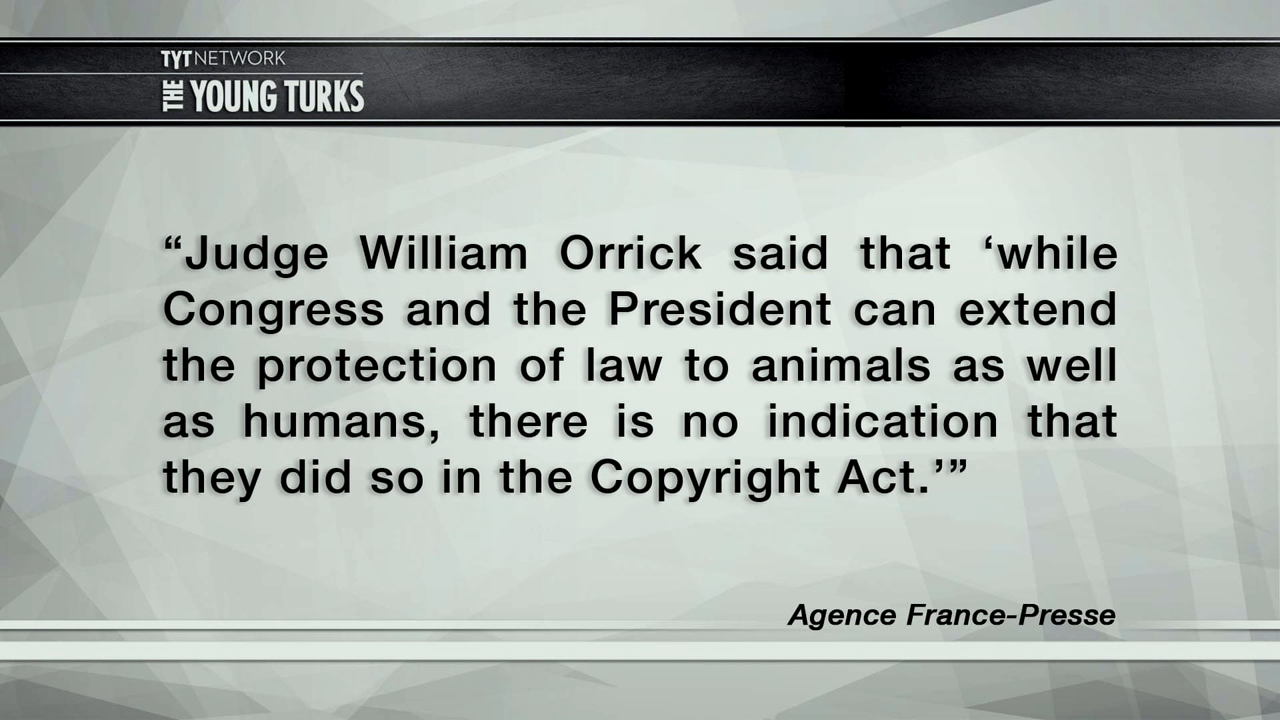 TYT NETWORK
THE YOUNG TURKS
“Judge William Orrick said that ‘while
Congress and the President can extend
the protection of law to animals as well
as humans, there is no indication that
they did so in the Copyright Act.’”
Agence France-Presse